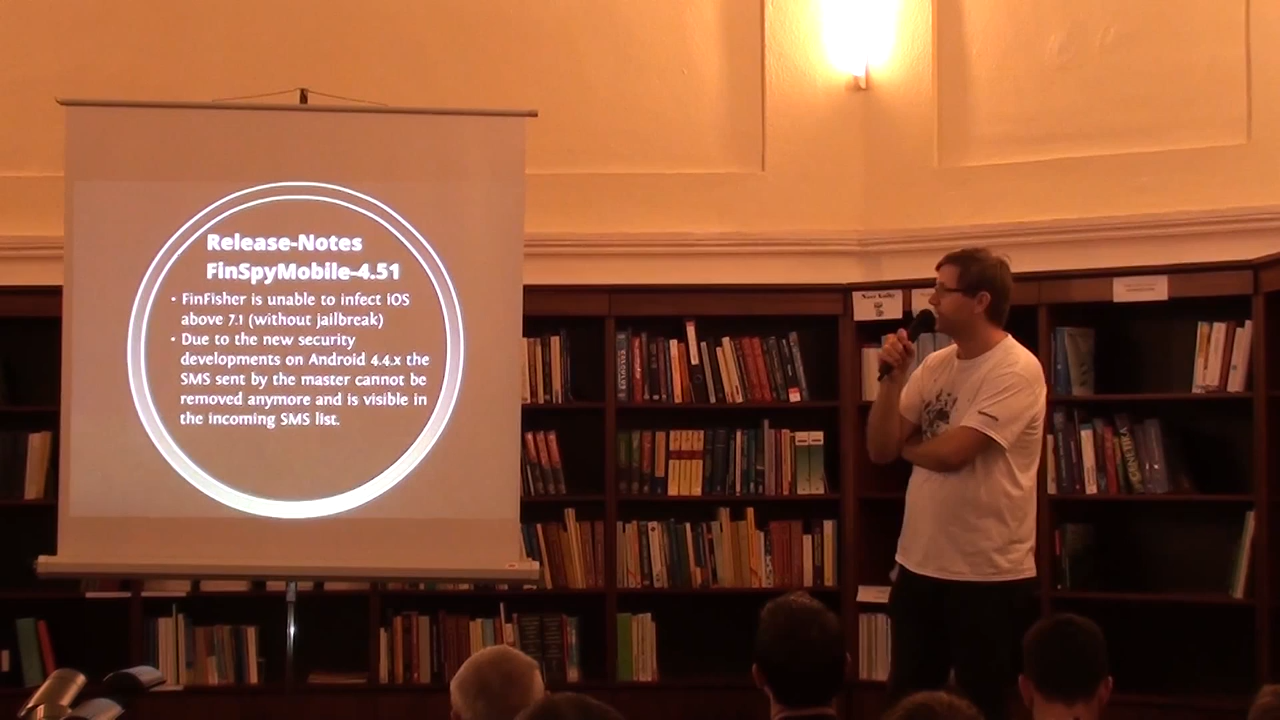 Release-Notes
FinSpyMobile-4.51
• FinFisher is unable to infect iOS
above 7.1 (without jailbreak)
• Due to the new security
developments on Android 4.4.x the
SMS sent by the master cannot be
removed anymore and is visible in
the incoming SMS list.